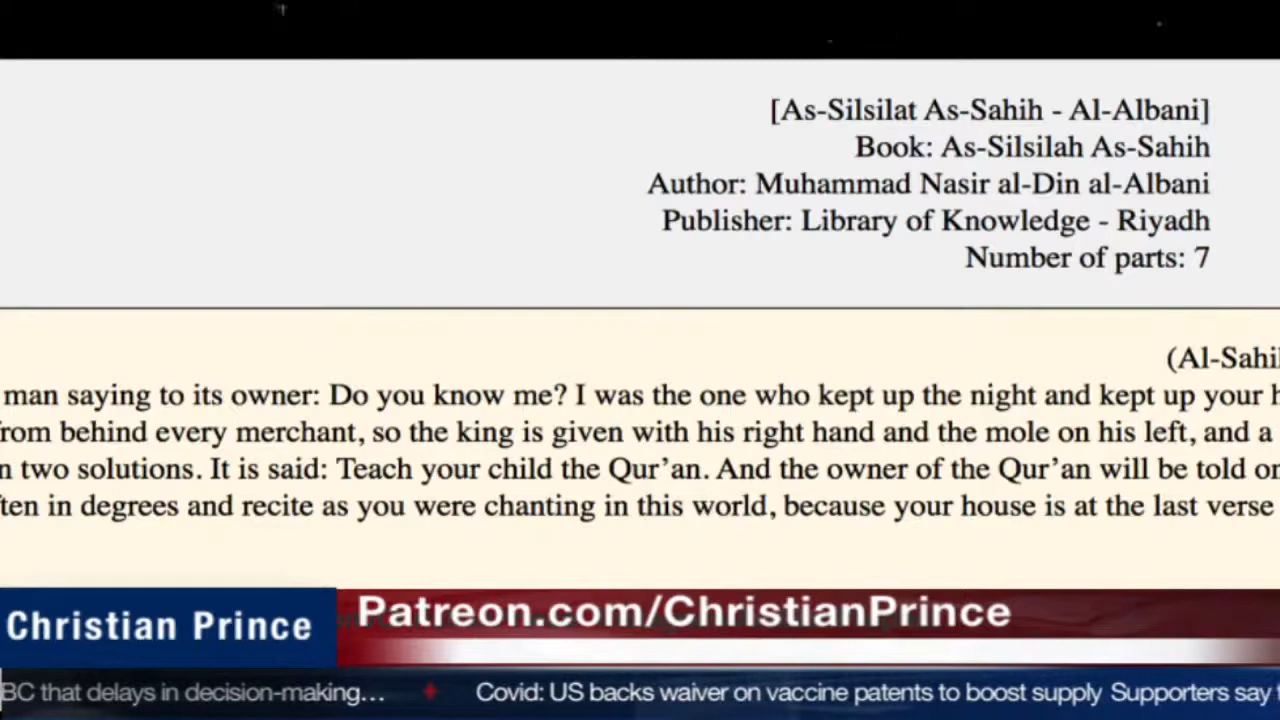 [As-Silsilat As-Sahih - Al-Albani]
Book: As-Silsilah As-Sahih
Author: Muhammad Nasir al-Din al-Albani
Publisher: Library of Knowledge - Riyadh
Number of parts: 7
(Al-Sahih
man saying to its owner: Do you know me? I was the one who kept up the night and kept up your h
from behind every merchant, so the king is given with his right hand and the mole on his left, and a
n two solutions. It is said: Teach your child the Qur’an. And the owner of the Qur’an will be told on
ften in degrees and recite as you were chanting in this world, because your house is at the last verse
Christian Prince
Patreon.com/ChristianPrince
BC that delays in decision-making... Covid: US backs waiver on vaccine patents to boost supply Supporters say